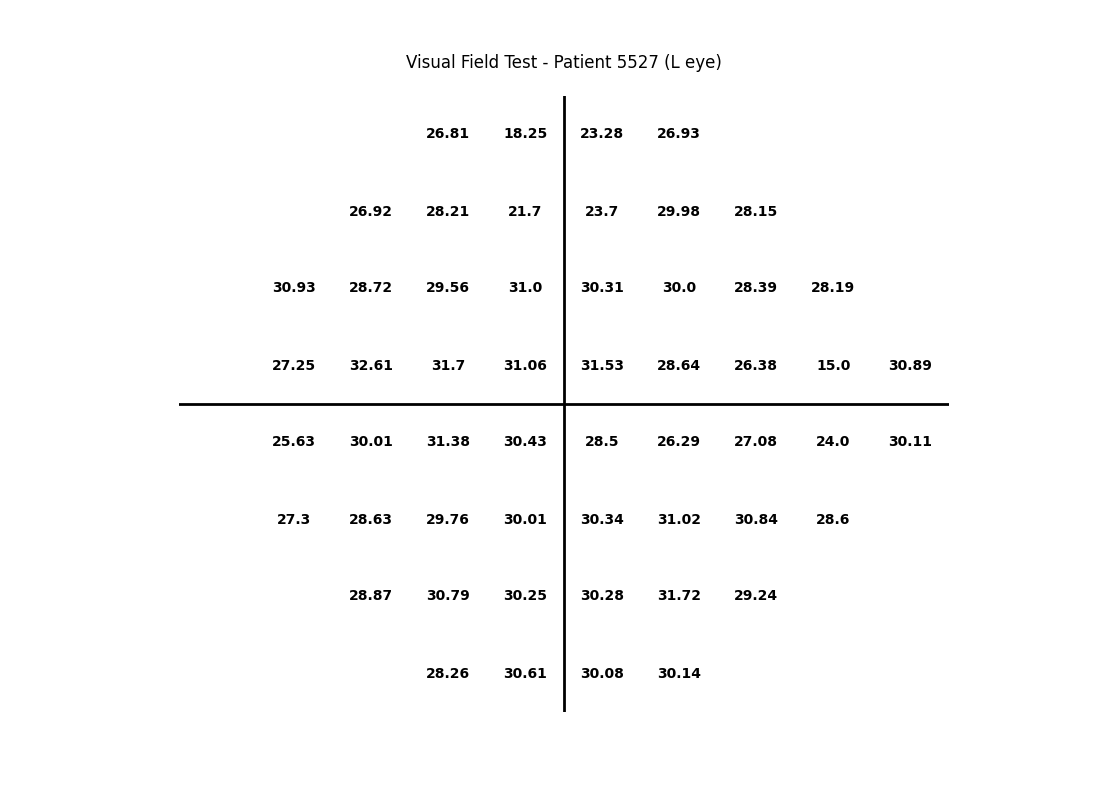 Visual Field Test - Patient 5527 (L eye)
26.81 18.25 23.28 26.93
26.92 28.21 21.7 23.7 29.98 28.15
30.93 28.72 29.56 31.0 30.31 30.0 28.39 28.19
27.25 32.61 31.7 31.06 31.53 28.64 26.38 15.0 30.89
25.63 30.01 31.38 30.43 28.5 26.29 27.08 24.0 30.11
27.3 28.63 29.76 30.01 30.34 31.02 30.84 28.6
28.87 30.79 30.25 30.28 31.72 29.24
28.26 30.61 30.08 30.14